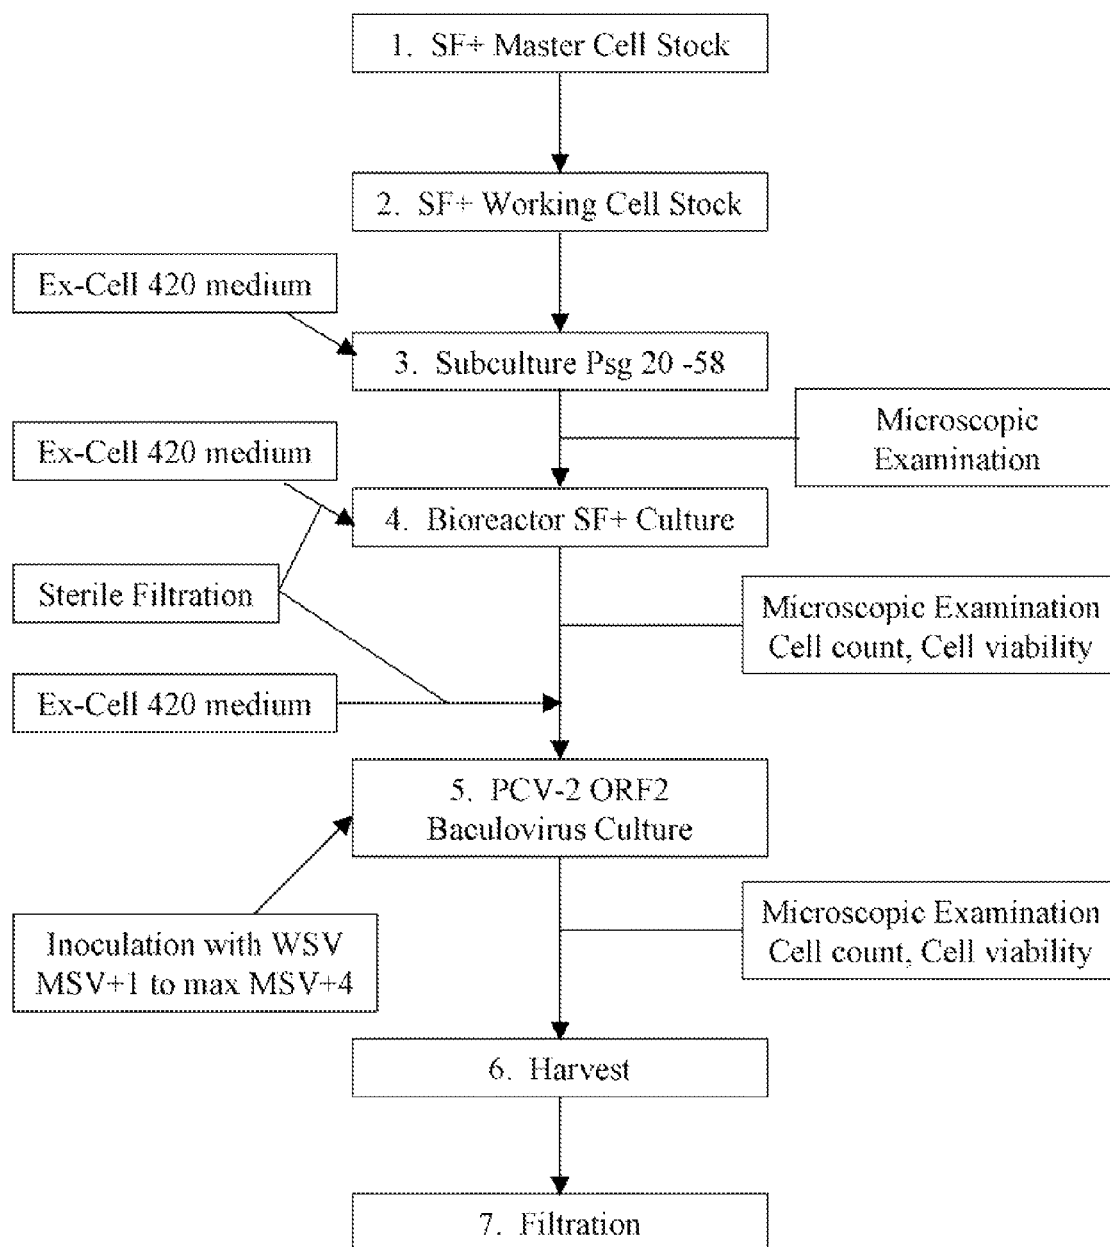 1. SF+ Master Cell Stock
2. SF+ Working Cell Stock
Ex-Cell 420 medium
3. Subculture Psg 20 -58
Microscopic
Examination
Ex-Cell 420 medium
4. Bioreactor SF+ Culture
Sterile Filtration
Microscopic Examination
Cell count, Cell viability
Ex-Cell 420 medium
5. PCV-2 ORF2
Baculovirus Culture
Inoculation with WSV
MSV+1 to max MSV+4
Microscopic Examination
Cell count, Cell viability
6. Harvest
7. Filtration